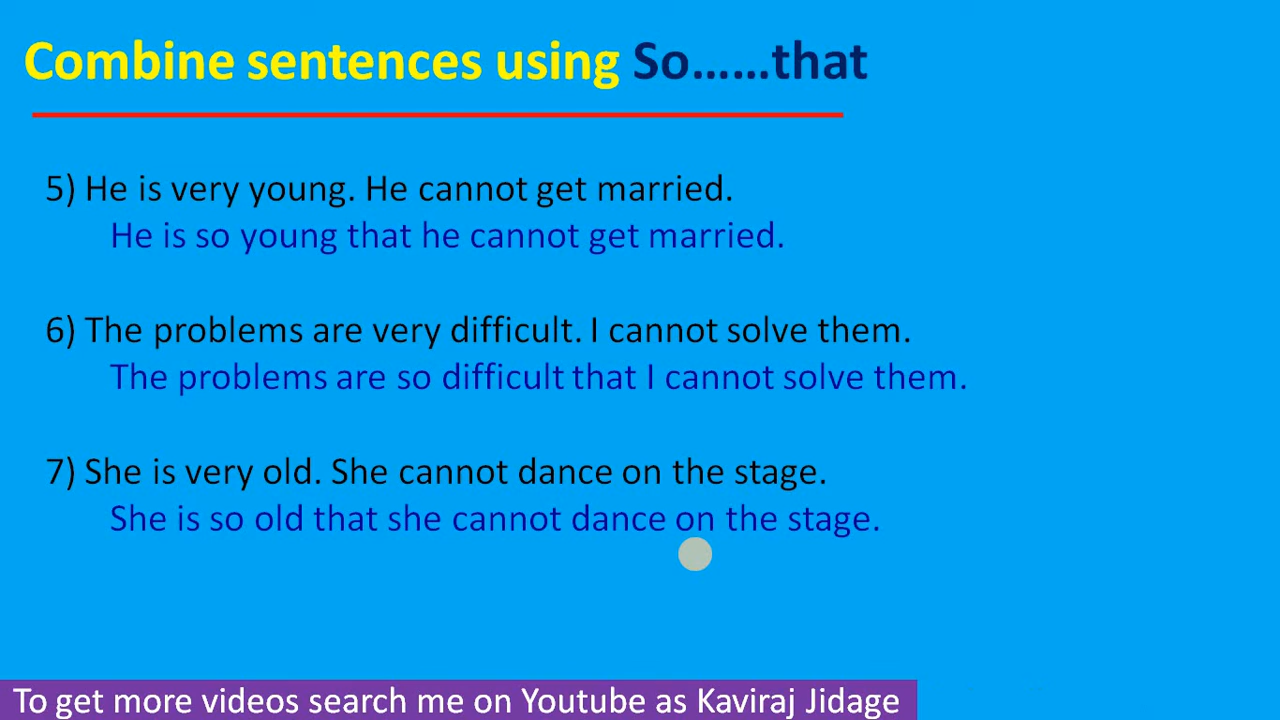 Combine sentences using So......that
5) He is very young. He cannot get married.
He is so young that he cannot get married.
6) The problems are very difficult. I cannot solve them.
The problems are so difficult that I cannot solve them.
7) She is very old. She cannot dance on the stage.
She is so old that she cannot dance on the stage.
To get more videos search me on Youtube as Kaviraj Jidage